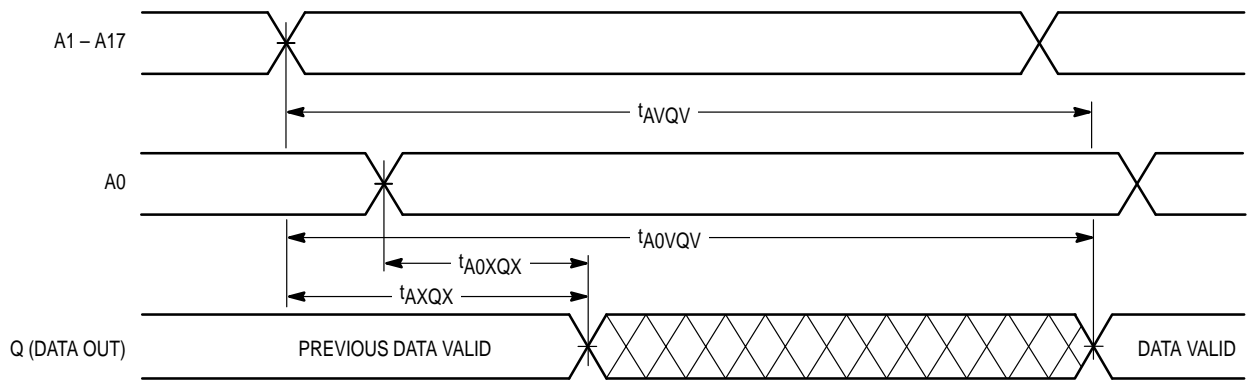 A1 – A17
tAVQV
A0
tA0VQV
tA0XQX
tAXQX
Q (DATA OUT)
PREVIOUS DATA VALID
DATA VALID